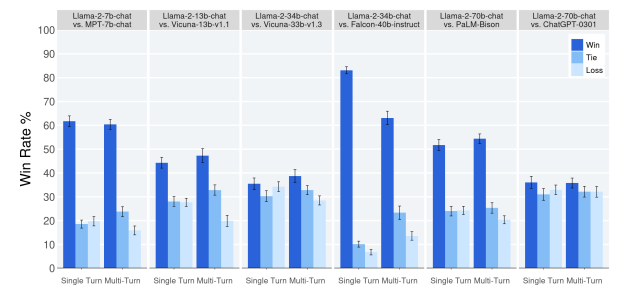 Llama-2-7b-chat
vs. MPT-7b-chat
Llama-2-13b-chat
vs. Vicuna-13b-v1.1
Llama-2-34b-chat
vs. Vicuna-33b-v1.3
Llama-2-34b-chat
vs. Falcon-40b-instruct
Llama-2-70b-chat
vs. PaLM-Bison
Llama-2-70b-chat
vs. ChatGPT-0301
Win
Tie
Loss
Win Rate %
100
90
80
70
60
50
40
30
20
10
0
Single Turn Multi-Turn
Single Turn Multi-Turn
Single Turn Multi-Turn
Single Turn Multi-Turn
Single Turn Multi-Turn
Single Turn Multi-Turn